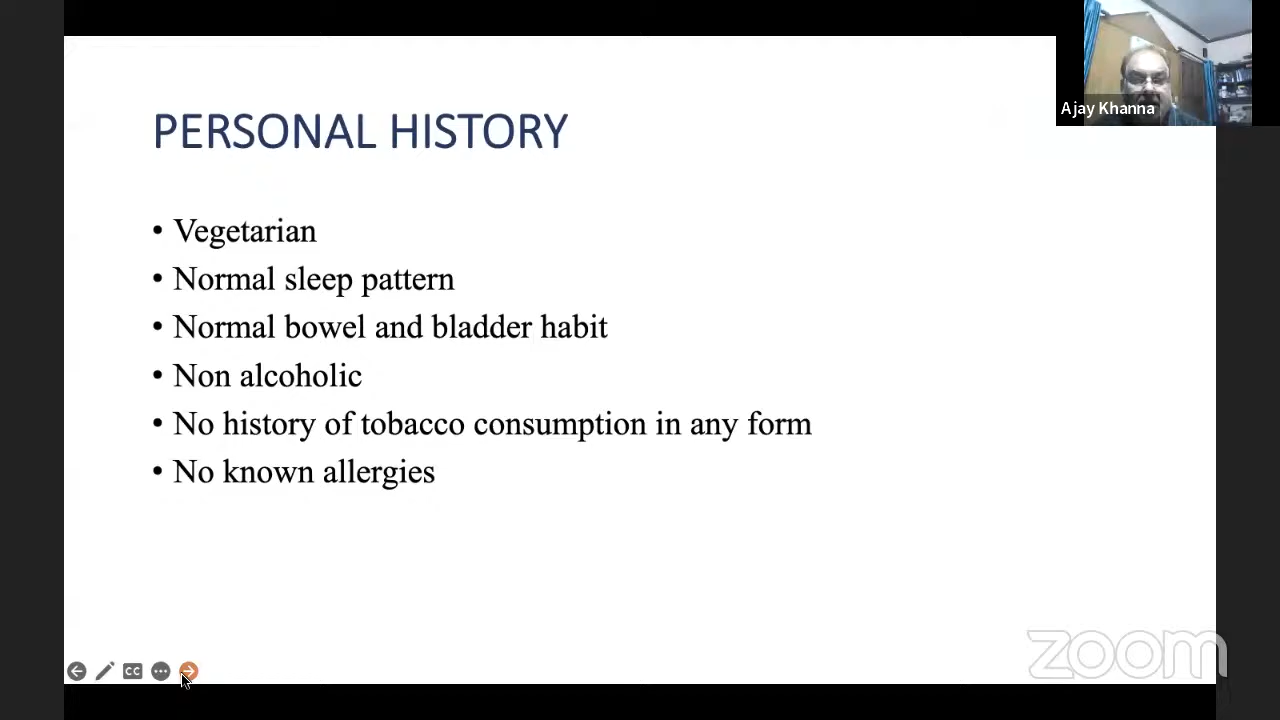 PERSONAL HISTORY
• Vegetarian
• Normal sleep pattern
• Normal bowel and bladder habit
• Non alcoholic
• No history of tobacco consumption in any form
• No known allergies
Ajay Khanna
CC
zoom